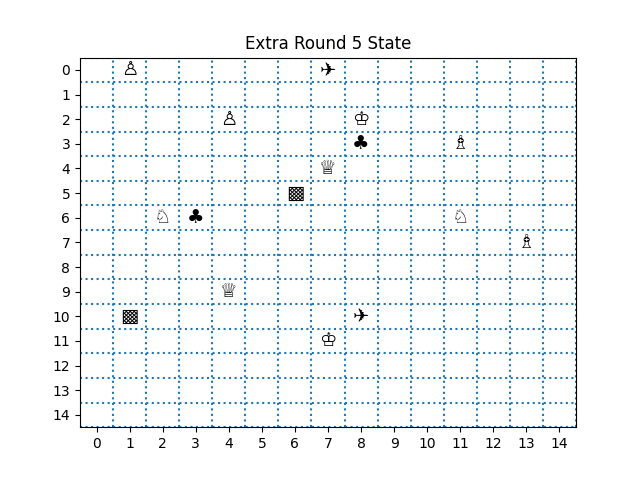 Extra Round 5 State
0 ♙ ✈
1
2 ♙ ♔
3 ♣ ♗
4 ♕
5 ▩
6 ♘ ♣ ♘
7 ♗
8
9 ♕
10 ▩ ✈
11 ♔
12
13
14
0 1 2 3 4 5 6 7 8 9 10 11 12 13 14